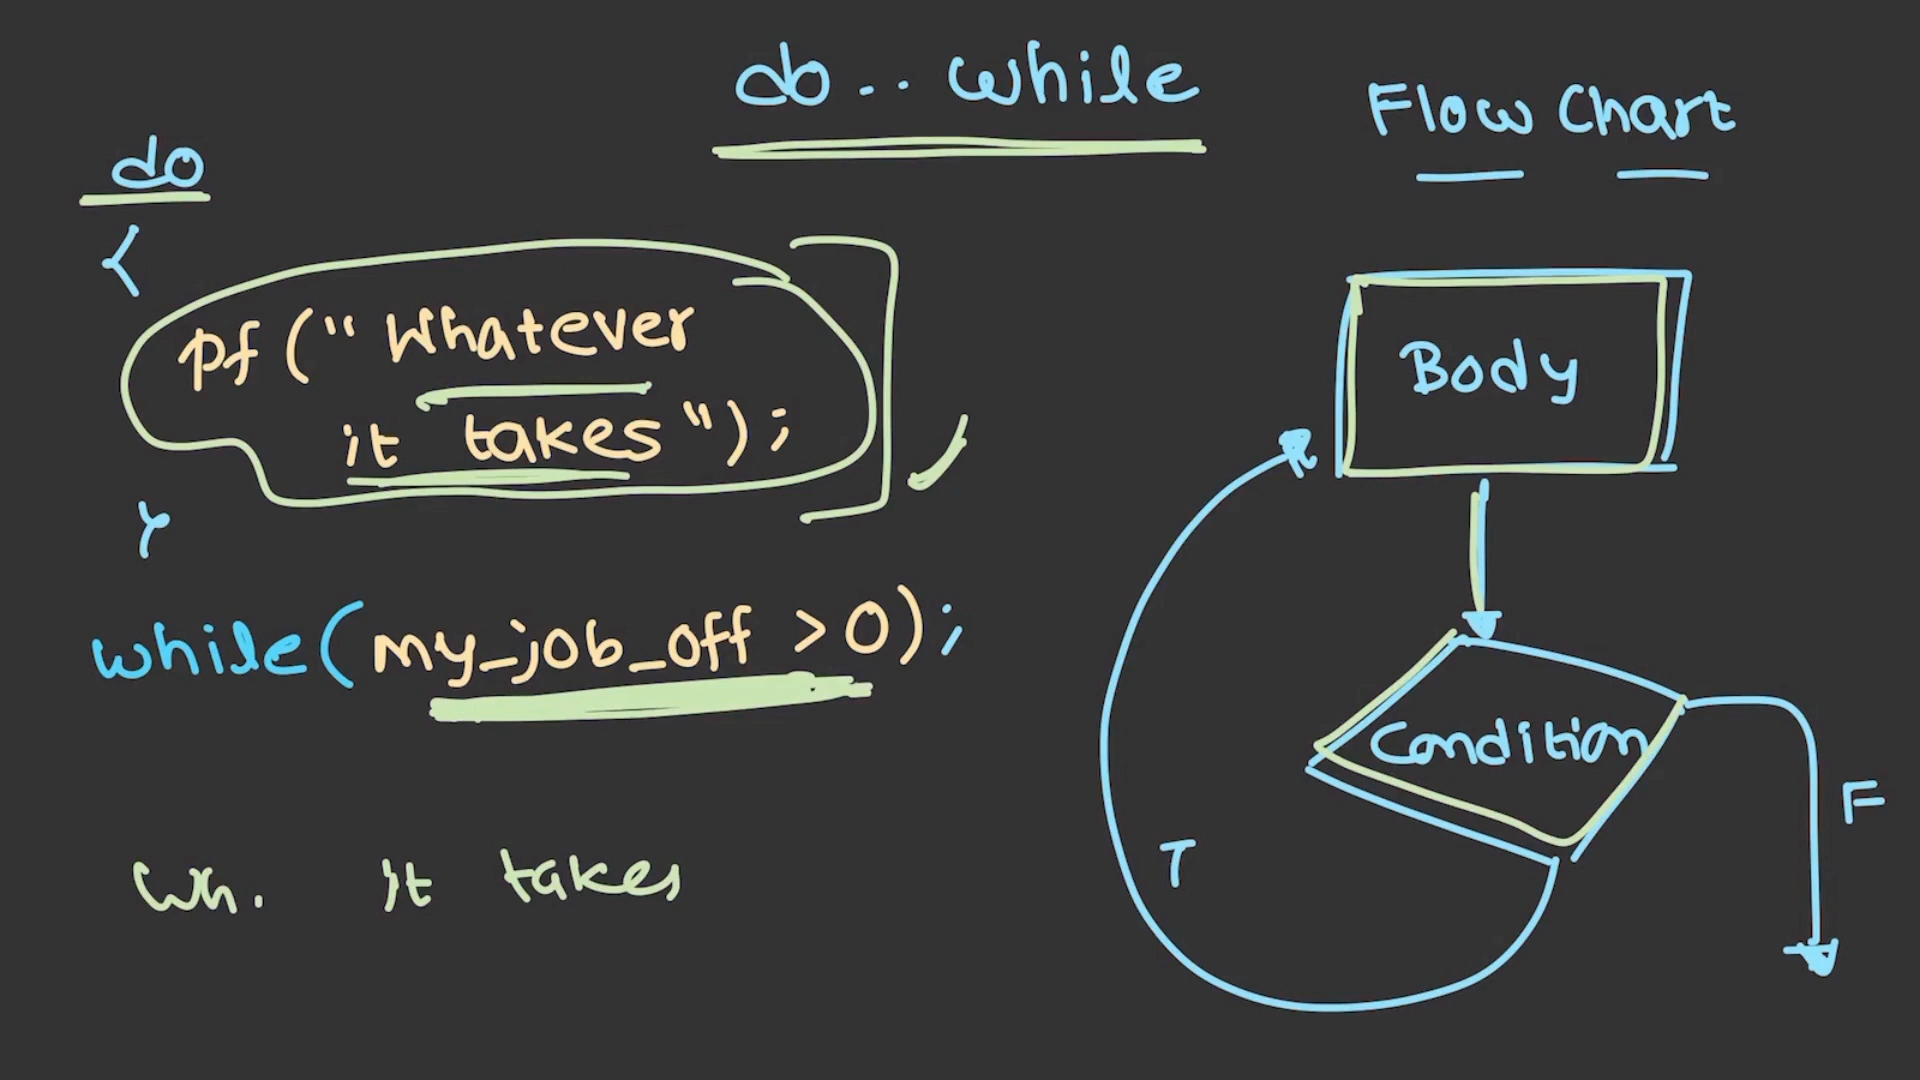 do.. while
do
{
pf ("Whatever
it takes");
}
while(my_job_off >0);
Wh. it takes
Flow Chart
Body
Condition
T
F